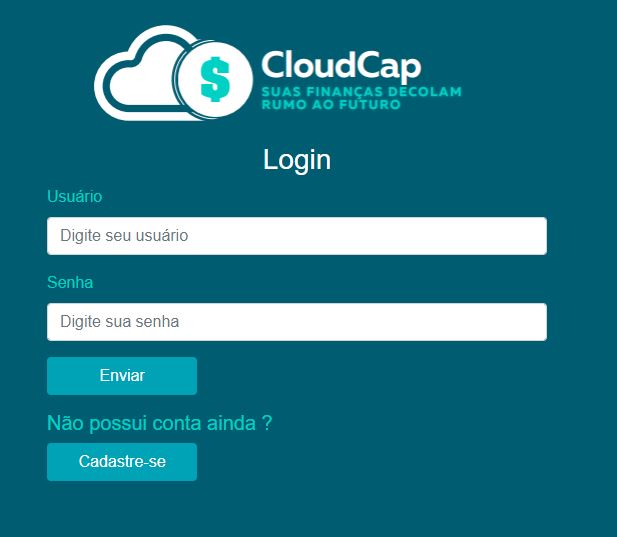 $
CloudCap
SUAS FINANÇAS DECOLAM
RUMO AO FUTURO
Login
Usuário
Digite seu usuário
Senha
Digite sua senha
Enviar
Não possui conta ainda ?
Cadastre-se